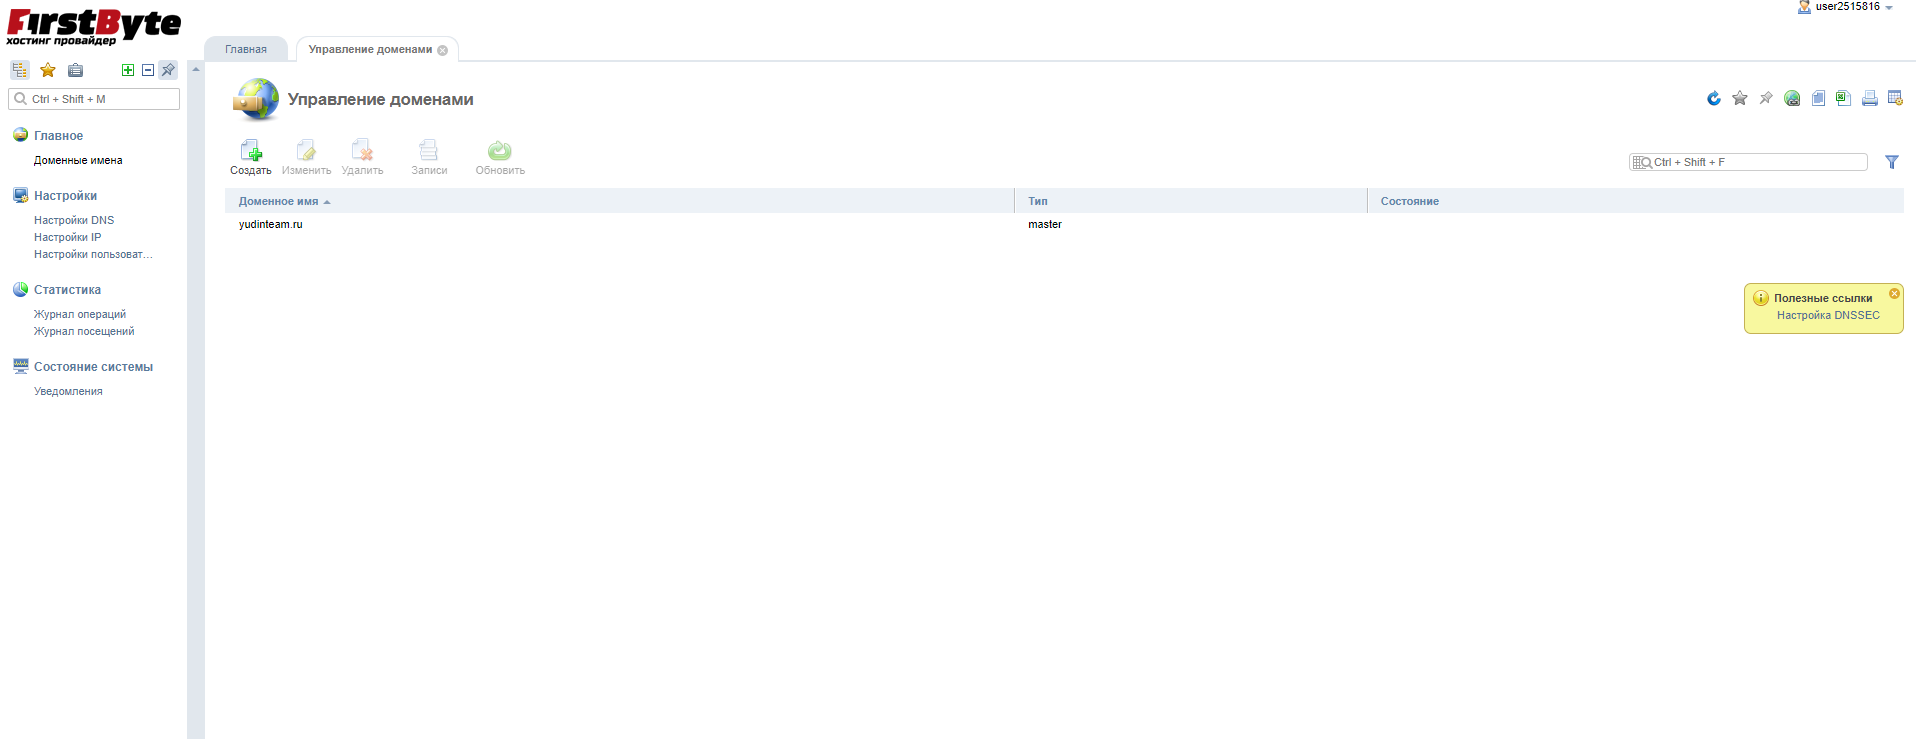 FirstByte
хостинг провайдер
user2515816
Главная
Управление доменами
Ctrl + Shift + M
Главное
Доменные имена
Настройки
Настройки DNS
Настройки IP
Настройки пользоват...
Статистика
Журнал операций
Журнал посещений
Состояние системы
Уведомления
Управление доменами
Создать
Изменить
Удалить
Записи
Обновить
Ctrl + Shift + F
Доменное имя
Тип
Состояние
yudinteam.ru
master
Полезные ссылки
Настройка DNSSEC